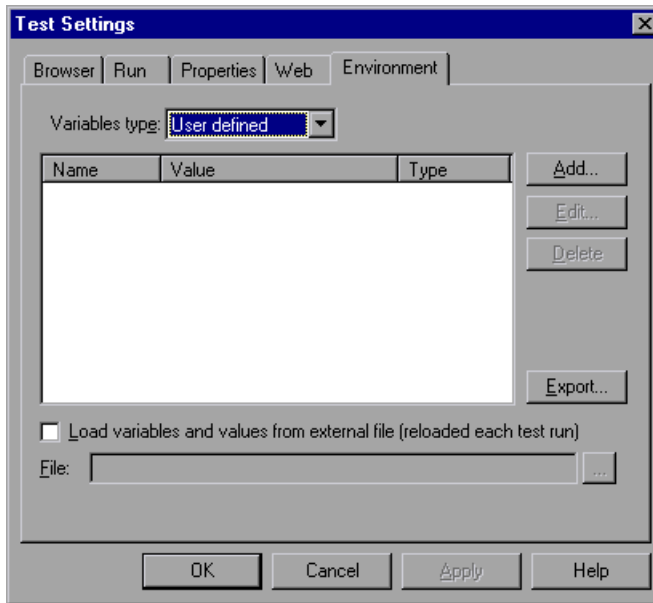 Test Settings
Browser Run Properties Web Environment
Variables type: User defined
Name Value Type Add...
Edit...
Delete
Export...
Load variables and values from external file (reloaded each test run)
File: ...
OK Cancel Apply Help